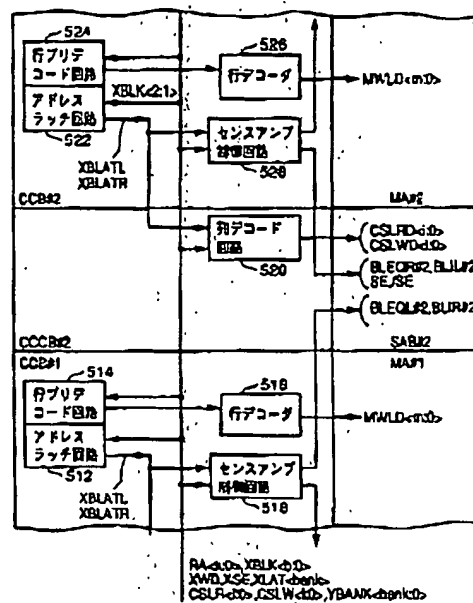 524
行プリデ
コード回路
アドレス
ラッチ回路
522
XBLK<2:1>
XBLATL
XBLATR
526
行デコーダ
MWLD<m:0>
センスアンプ
制御回路
528
CCB#2
MA#2
列デコード
回路
520
CSLRD<d:0>
CSLWD<d:0>
BLEQR#2,BLIL#2
SE,/SE
BLEQL#2,BLIR#2
CCCB#2
SAB#2
CCB#1
MA#1
514
行プリデ
コード回路
アドレス
ラッチ回路
512
XBLATL
XBLATR
516
行デコーダ
MWLD<m:0>
センスアンプ
制御回路
518
RA<a:0>,XBLK<b:0>
XWD,XSE,XLAT<bank>
CSLR<c:0>,CSLW<c:0>,YBANK<bank:0>